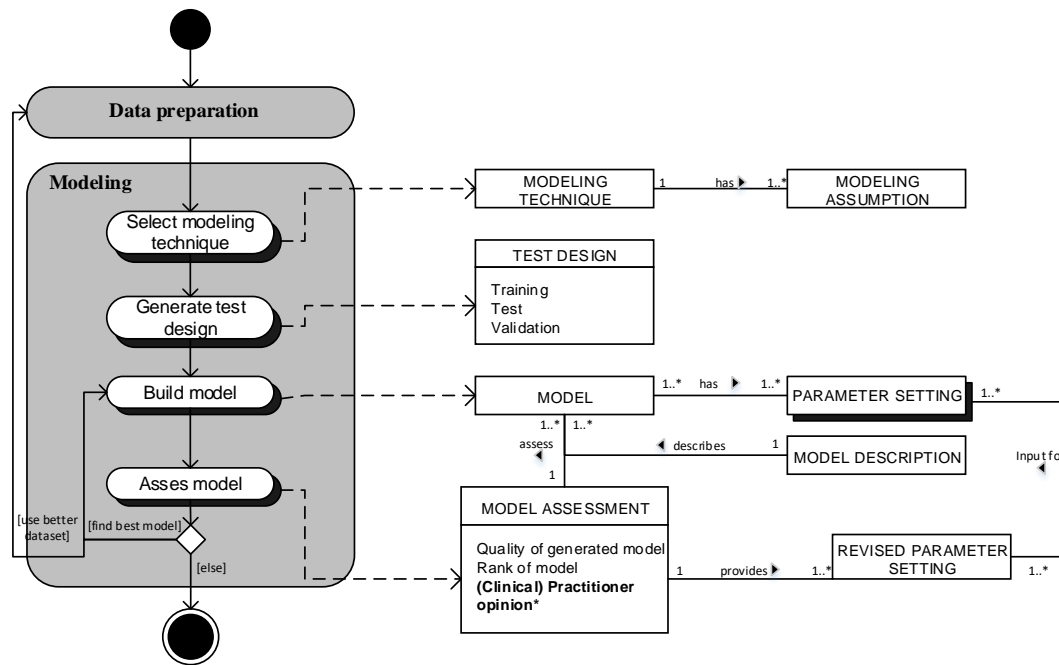 Data preparation
Modeling
Select modeling
technique
Generate test
design
Build model
Asses model
[use better
dataset]
[find best model]
[else]
MODELING
TECHNIQUE
1
has
1..*
MODELING
ASSUMPTION
TEST DESIGN
Training
Test
Validation
MODEL
1..*
has
1..*
PARAMETER SETTING
1..*
1..*
1..*
assess
describes
1
MODEL DESCRIPTION
Input fo
1
MODEL ASSESSMENT
Quality of generated model
Rank of model
(Clinical) Practitioner
opinion*
1
provides
1..*
REVISED PARAMETER
SETTING
1..*